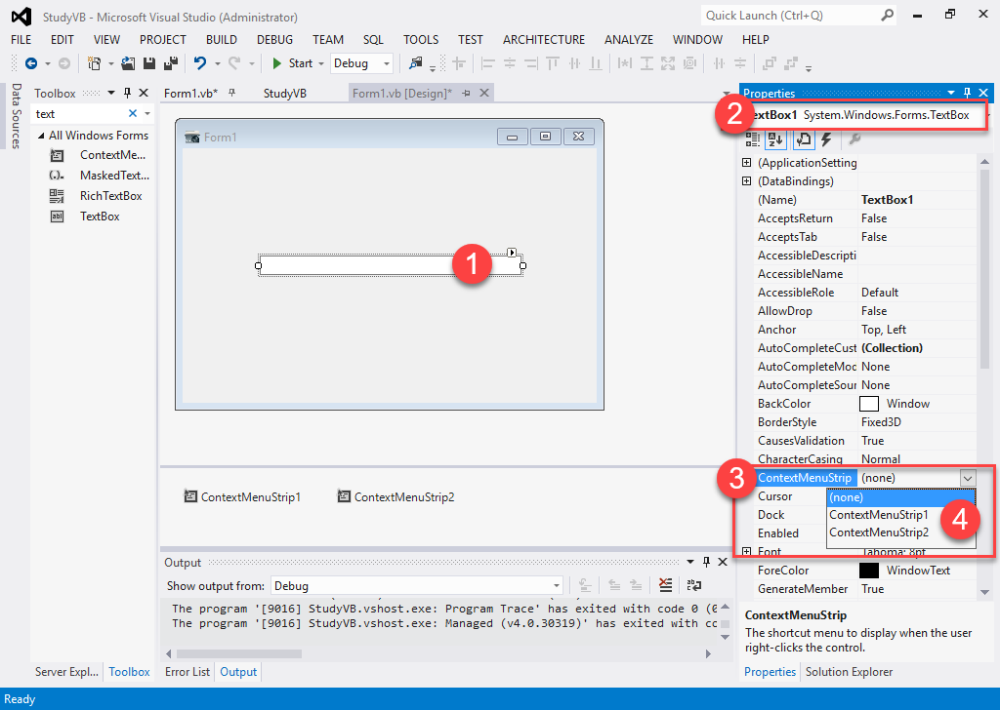 StudyVB - Microsoft Visual Studio (Administrator)
Quick Launch (Ctrl+Q)
FILE EDIT VIEW PROJECT BUILD DEBUG TEAM SQL TOOLS TEST ARCHITECTURE ANALYZE WINDOW HELP
Start Debug
Data Sources
Toolbox
text
All Windows Forms
ContextMe...
MaskedText...
RichTextBox
TextBox
Server Expl... Toolbox
Form1.vb* StudyVB Form1.vb [Design]*
Form1
1
ContextMenuStrip1 ContextMenuStrip2
Output
Show output from: Debug
The program '[9016] StudyVB.vshost.exe: Program Trace' has exited with code 0 (0
The program '[9016] StudyVB.vshost.exe: Managed (v4.0.30319)' has exited with co
Error List Output
Properties
2
extBox1 System.Windows.Forms.TextBox
(ApplicationSetting
(DataBindings)
(Name) TextBox1
AcceptsReturn False
AcceptsTab False
AccessibleDescripti
AccessibleName
AccessibleRole Default
AllowDrop False
Anchor Top, Left
AutoCompleteCust (Collection)
AutoCompleteMoc None
AutoCompleteSour None
BackColor Window
BorderStyle Fixed3D
CausesValidation True
CharacterCasing Normal
3
ContextMenuStrip (none)
Cursor (none)
Dock ContextMenuStrip1
4
Enabled ContextMenuStrip2
Font Tahoma; 8pt
ForeColor WindowText
GenerateMember True
ContextMenuStrip
The shortcut menu to display when the user
right-clicks the control.
Properties Solution Explorer
Ready